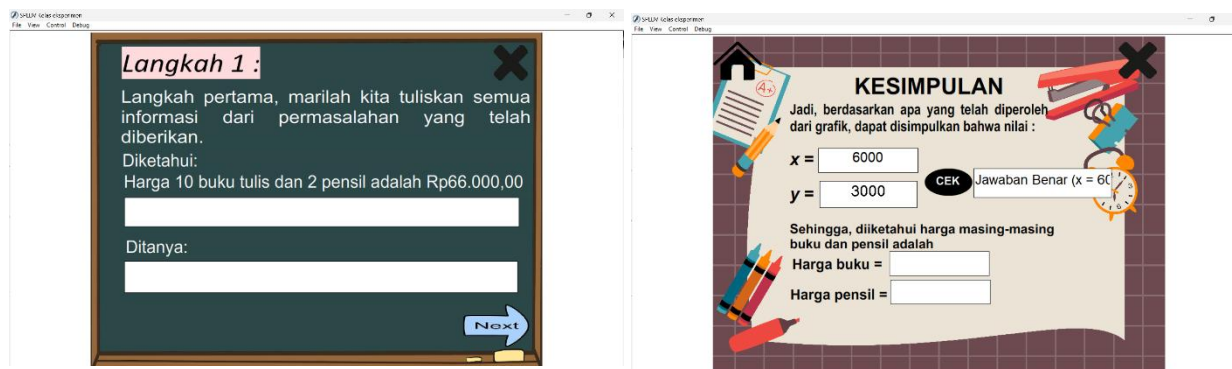 SPLDV Kelas eksperimen
File View Control Debug
Langkah 1 :
Langkah pertama, marilah kita tuliskan semua
informasi dari permasalahan yang telah
diberikan.
Diketahui:
Harga 10 buku tulis dan 2 pensil adalah Rp66.000,00
Ditanya:
Next
SPLDV Kelas eksperimen
File View Control Debug
A+
KESIMPULAN
Jadi, berdasarkan apa yang telah diperoleh
dari grafik, dapat disimpulkan bahwa nilai :
x = 6000
y = 3000
CEK
Jawaban Benar (x = 60
Sehingga, diiketahui harga masing-masing
buku dan pensil adalah
Harga buku =
Harga pensil =